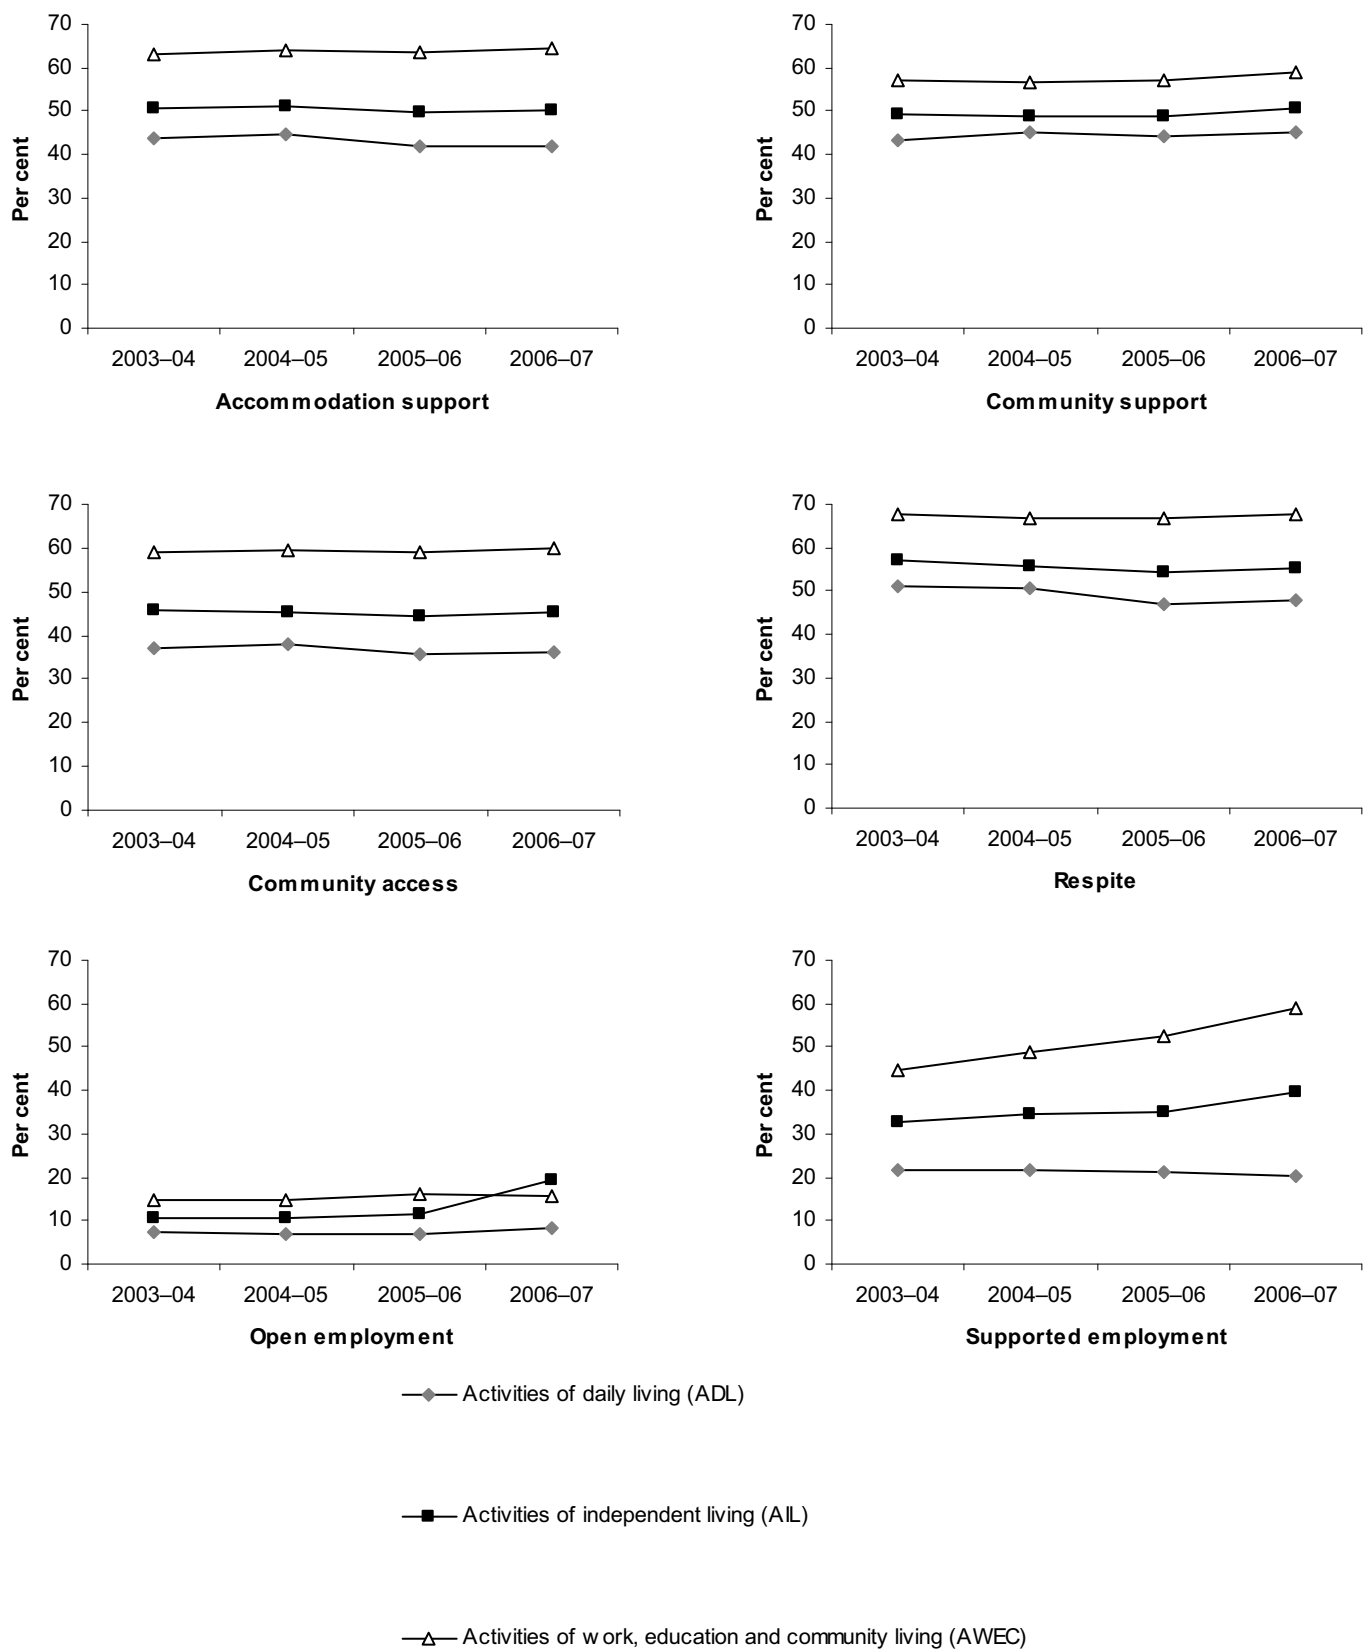 70
60
50
40
30
20
10
0
Per cent
2003–04 2004–05 2005–06 2006–07
Accommodation support
70
60
50
40
30
20
10
0
Per cent
2003–04 2004–05 2005–06 2006–07
Community support
70
60
50
40
30
20
10
0
Per cent
2003–04 2004–05 2005–06 2006–07
Community access
70
60
50
40
30
20
10
0
Per cent
2003–04 2004–05 2005–06 2006–07
Respite
70
60
50
40
30
20
10
0
Per cent
2003–04 2004–05 2005–06 2006–07
Open employment
70
60
50
40
30
20
10
0
Per cent
2003–04 2004–05 2005–06 2006–07
Supported employment
Activities of daily living (ADL)
Activities of independent living (AIL)
Activities of work, education and community living (AWEC)